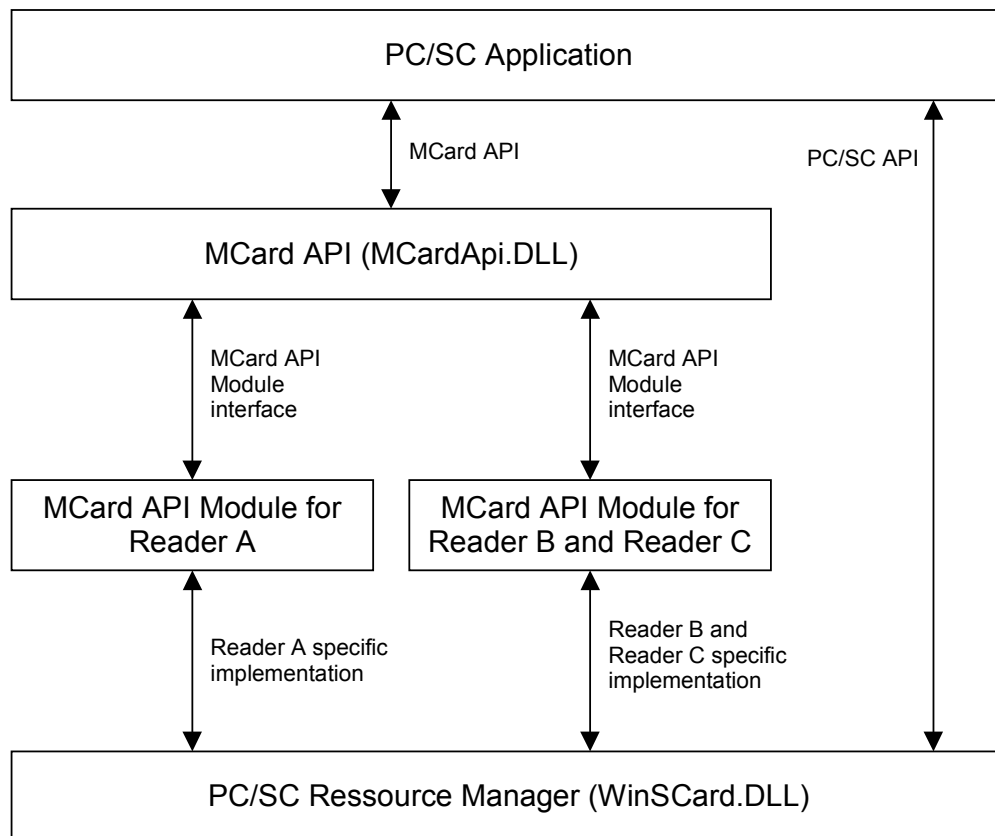 PC/SC Application
MCard API
PC/SC API
MCard API (MCardApi.DLL)
MCard API
Module
interface
MCard API
Module
interface
MCard API Module for
Reader A
MCard API Module for
Reader B and Reader C
Reader A specific
implementation
Reader B and
Reader C specific
implementation
PC/SC Ressource Manager (WinSCard.DLL)